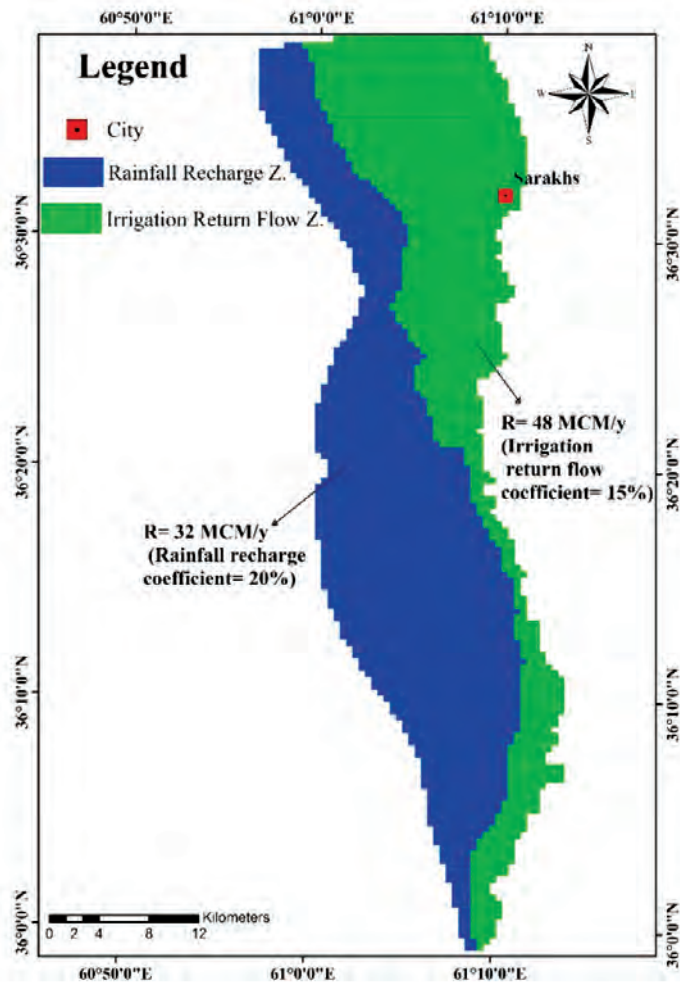 60°50'0"E 61°0'0"E 61°10'0"E
Legend
City
Rainfall Recharge Z.
Irrigation Return Flow Z.
N
W E
S
Sarakhs
36°30'0"N 36°30'0"N
R= 48 MCM/y
(Irrigation
return flow
coefficient= 15%)
36°20'0"N 36°20'0"N
R= 32 MCM/y
(Rainfall recharge
coefficient= 20%)
36°10'0"N 36°10'0"N
Kilometers
0 2 4 8 12
36°0'0"N 36°0'0"N
60°50'0"E 61°0'0"E 61°10'0"E